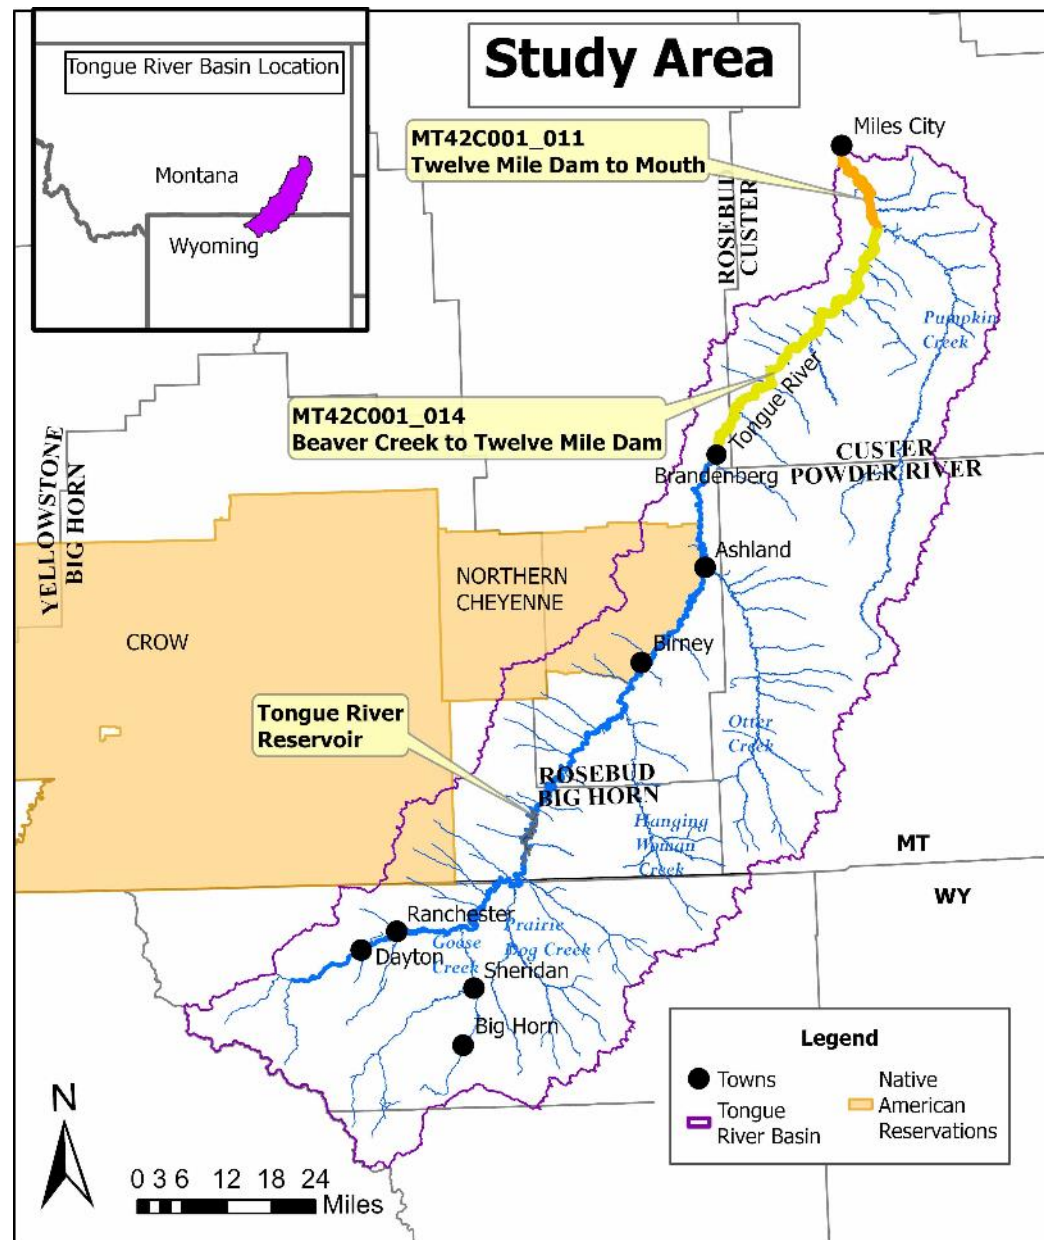 Study Area
Tongue River Basin Location
Montana
Wyoming
Miles City
MT42C001_011
Twelve Mile Dam to Mouth
ROSEBUD
CUSTER
Pumpkin
Creek
Tongue River
MT42C001_014
Beaver Creek to Twelve Mile Dam
CUSTER
POWDER RIVER
Brandenberg
YELLOWSTONE
BIG HORN
Ashland
NORTHERN
CHEYENNE
CROW
Birney
Tongue River
Reservoir
Otter
Creek
ROSEBUD
BIG HORN
Hanging
Woman
Creek
MT
WY
Ranchester
Prairie
Dog Creek
Goose
Creek
Dayton
Sheridan
Big Horn
Legend
Towns
Tongue
River Basin
Native
American
Reservations
N
0 3 6 12 18 24
Miles